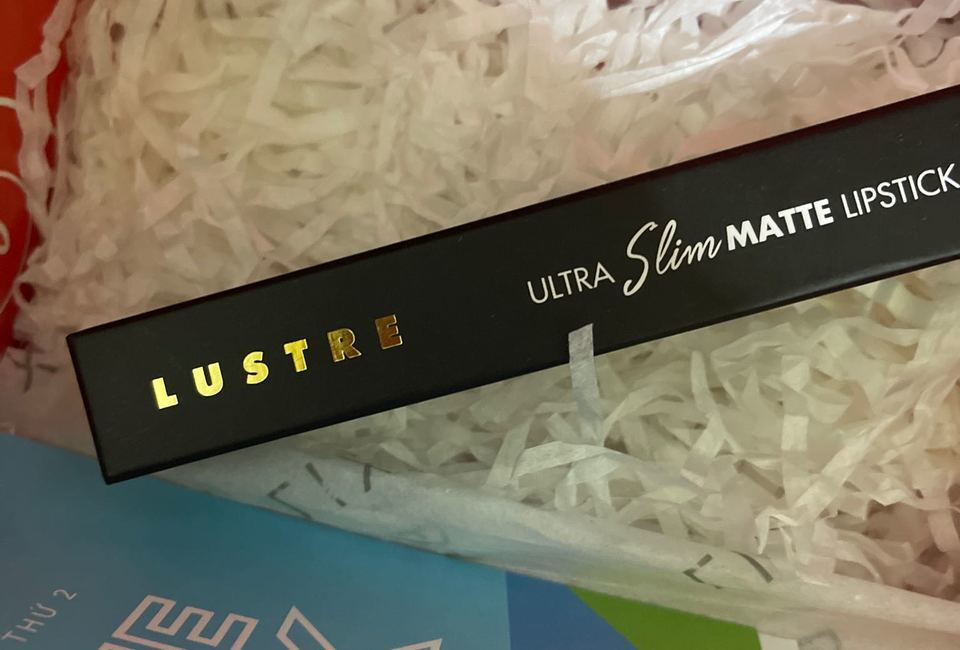 ULTRA Slim MATTE LIPSTICK
LUSTRE
THỨ 2